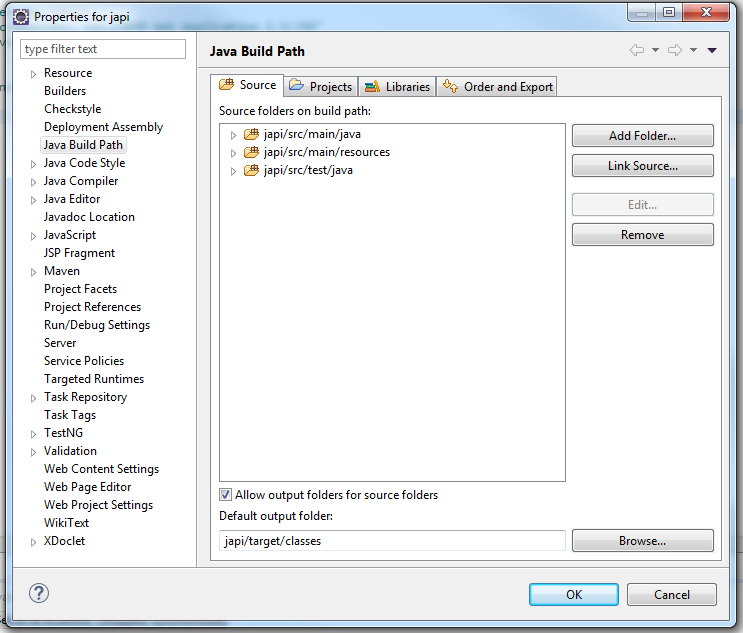 Properties for japi
type filter text
Resource
Builders
Checkstyle
Deployment Assembly
Java Build Path
Java Code Style
Java Compiler
Java Editor
Javadoc Location
JavaScript
JSP Fragment
Maven
Project Facets
Project References
Run/Debug Settings
Server
Service Policies
Targeted Runtimes
Task Repository
Task Tags
TestNG
Validation
Web Content Settings
Web Page Editor
Web Project Settings
WikiText
XDoclet
Java Build Path
Source Projects Libraries Order and Export
Source folders on build path:
japi/src/main/java
japi/src/main/resources
japi/src/test/java
Add Folder...
Link Source...
Edit...
Remove
Allow output folders for source folders
Default output folder:
japi/target/classes
Browse...
OK Cancel